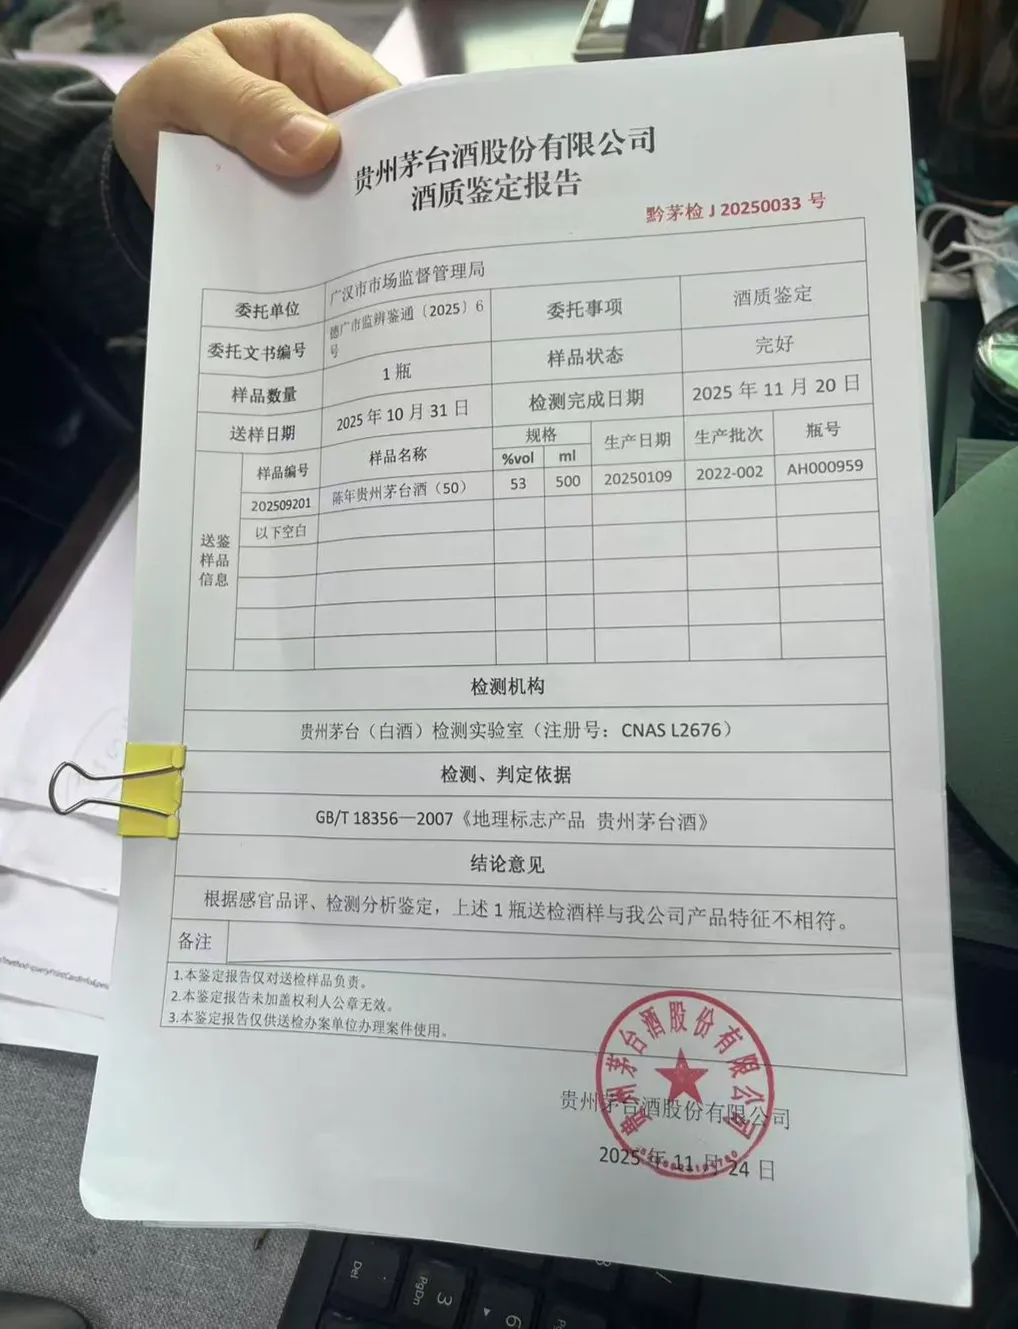 贵州茅台酒股份有限公司
酒质鉴定报告
黔茅检 J 20250033 号
委托单位 广汉市市场监督管理局
委托文书编号 德广市监辨鉴通〔2025〕6号 委托事项 酒质鉴定
样品数量 1 瓶 样品状态 完好
送样日期 2025 年 10 月 31 日 检测完成日期 2025 年 11 月 20 日
送鉴样品信息 样品编号 样品名称 规格 %vol ml 生产日期 生产批次 瓶号
202509201 陈年贵州茅台酒（50） 53 500 20250109 2022-002 AH000959
以下空白
检测机构
贵州茅台（白酒）检测实验室（注册号：CNAS L2676）
检测、判定依据
GB/T 18356—2007《地理标志产品 贵州茅台酒》
结论意见
根据感官品评、检测分析鉴定，上述 1 瓶送检酒样与我公司产品特征不相符。
备注
1.本鉴定报告仅对送检样品负责。
2.本鉴定报告未加盖权利人公章无效。
3.本鉴定报告仅供送检办案单位办理案件使用。
贵州茅台酒股份有限公司
贵州茅台酒股份有限公司
2025 年 11 月 24 日
Del
PgDn
3
6